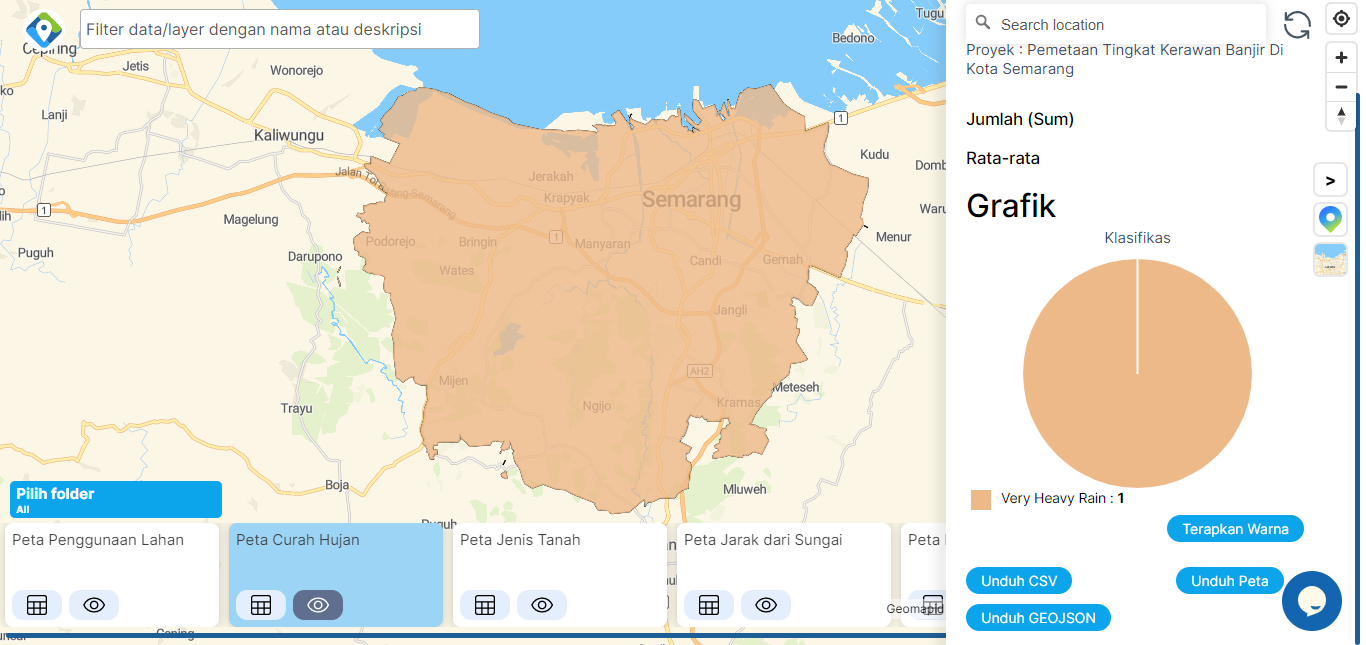 Filter data/layer dengan nama atau deskripsi
Cepiring
Jetis
Wonorejo
Lanji
Kaliwungu
Bedono
Tugu
1
Kudu
Jerakah
Jalan Tol
Semarang
Krapyak
Semarang
1
Magelung
Menur
Puguh
Podorejo
Bringin
1
Manyaran
Darupono
Wates
Candi
Gemah
Jangli
AH2
Mijen
Meteseh
Trayu
Ngijo
Kramas
Boja
Mluweh
Puguh
Pilih folder
All
Peta Penggunaan Lahan
Peta Curah Hujan
Peta Jenis Tanah
Peta Jarak dari Sungai
Peta
Geomapid
Search location
Proyek : Pemetaan Tingkat Kerawan Banjir Di
Kota Semarang
Jumlah (Sum)
Rata-rata
Grafik
Klasifikas
Very Heavy Rain : 1
Terapkan Warna
Unduh CSV
Unduh Peta
Unduh GEOJSON
>